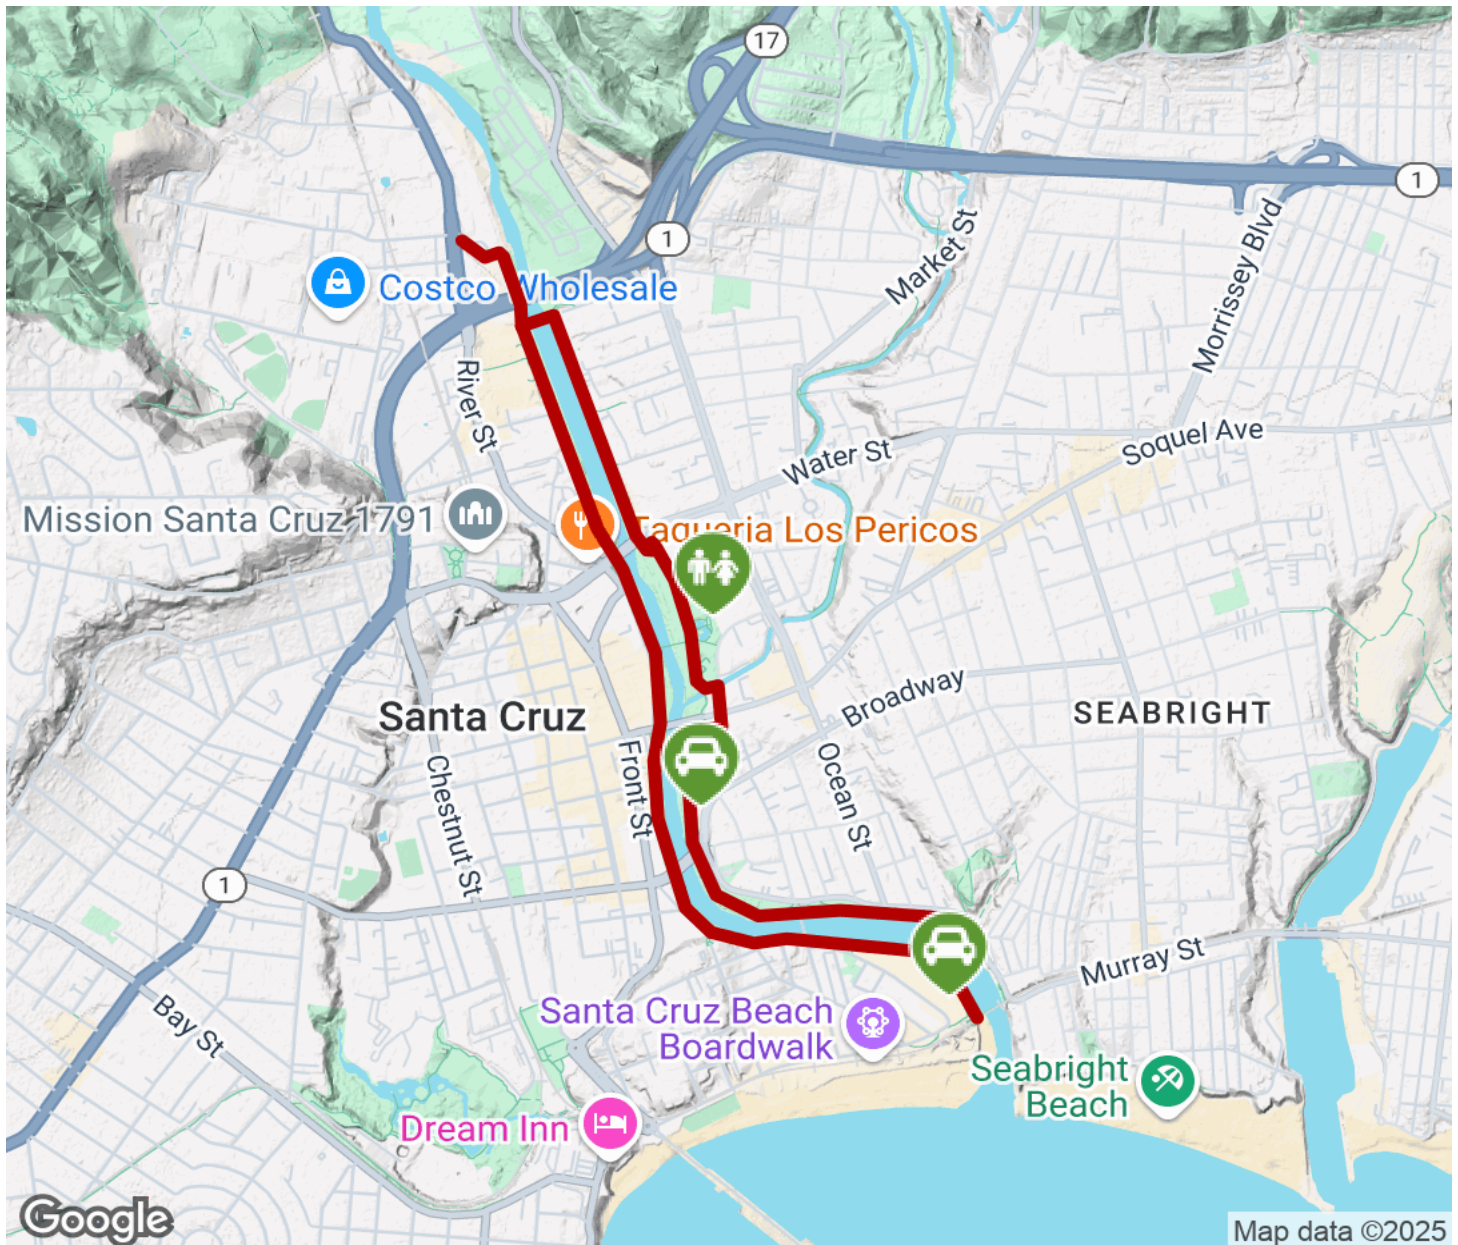 17
1
1
Market St
Morrissey Blvd
Costco Wholesale
River St
Soquel Ave
Water St
Mission Santa Cruz 1791
Taqueria Los Pericos
Broadway
Santa Cruz
SEABRIGHT
Front St
Ocean St
Chestnut St
1
Murray St
Bay St
Santa Cruz Beach
Boardwalk
Seabright
Beach
Dream Inn
Google
Map data ©2025